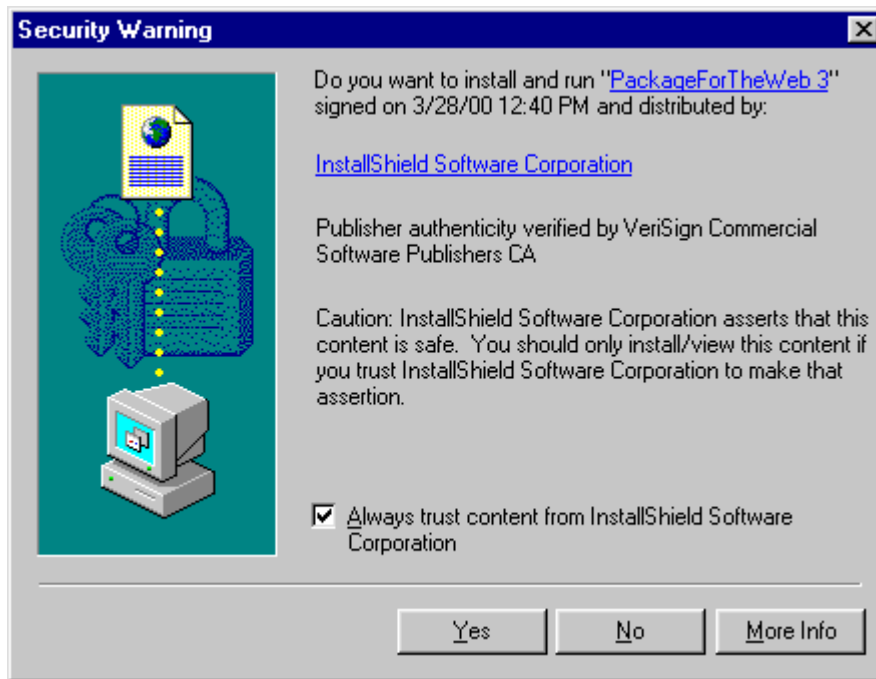 Security Warning
Do you want to install and run "PackageForTheWeb 3"
signed on 3/28/00 12:40 PM and distributed by:
InstallShield Software Corporation
Publisher authenticity verified by VeriSign Commercial
Software Publishers CA
Caution: InstallShield Software Corporation asserts that this
content is safe.  You should only install/view this content if
you trust InstallShield Software Corporation to make that
assertion.
Always trust content from InstallShield Software
Corporation
Yes No More Info